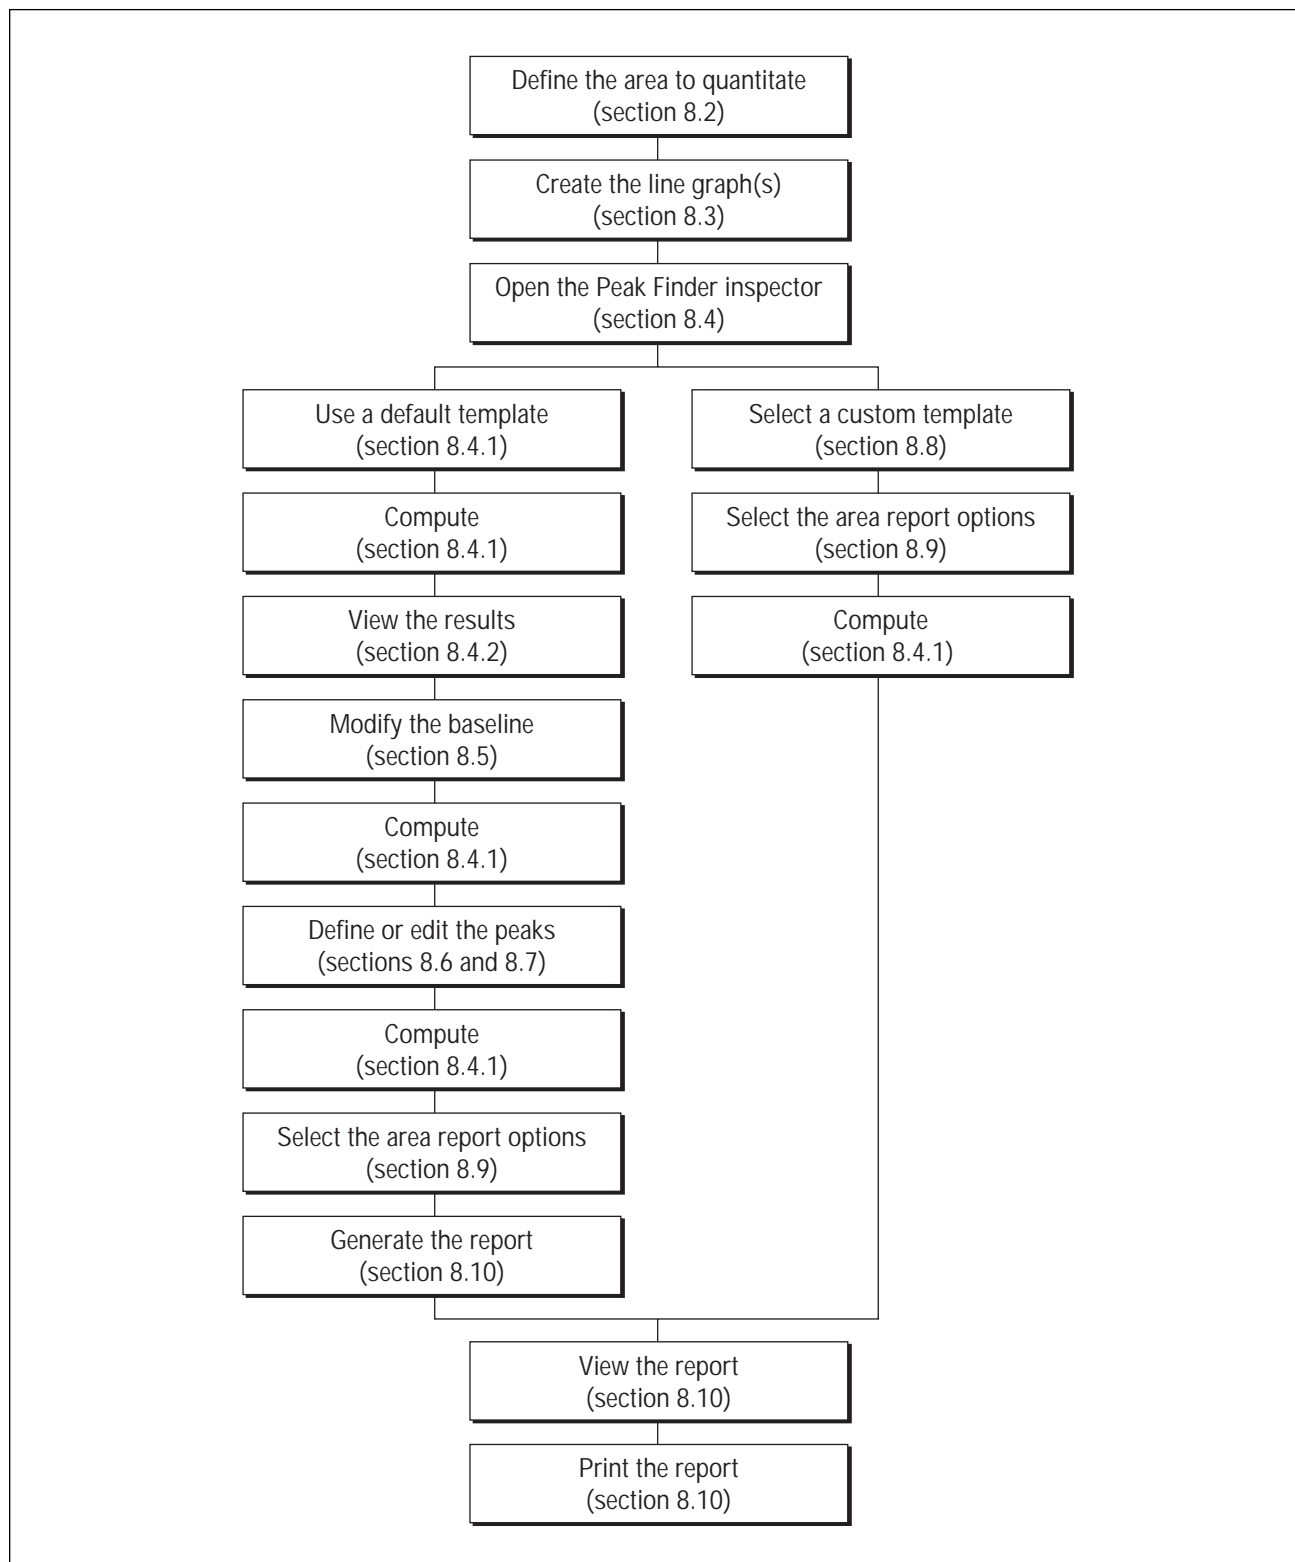 Define the area to quantitate
(section 8.2)
Create the line graph(s)
(section 8.3)
Open the Peak Finder inspector
(section 8.4)
Use a default template
(section 8.4.1)
Compute
(section 8.4.1)
View the results
(section 8.4.2)
Modify the baseline
(section 8.5)
Compute
(section 8.4.1)
Define or edit the peaks
(sections 8.6 and 8.7)
Compute
(section 8.4.1)
Select the area report options
(section 8.9)
Generate the report
(section 8.10)
Select a custom template
(section 8.8)
Select the area report options
(section 8.9)
Compute
(section 8.4.1)
View the report
(section 8.10)
Print the report
(section 8.10)